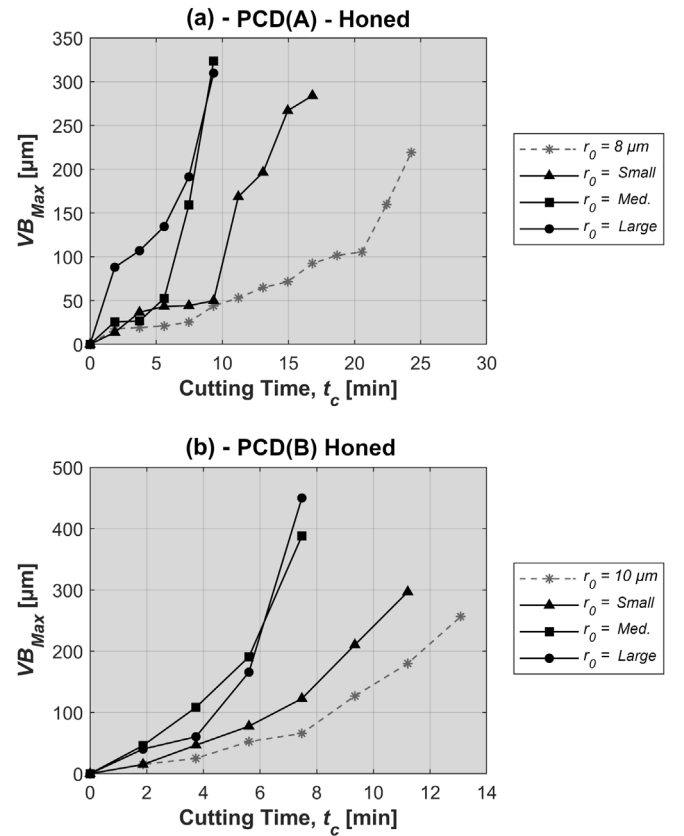 (a) - PCD(A) - Honed
350
300
250
200
150
100
50
0
VB_Max [µm]
0 5 10 15 20 25 30
Cutting Time, t_c [min]
r_0 = 8 µm
r_0 = Small
r_0 = Med.
r_0 = Large
(b) - PCD(B) Honed
500
400
300
200
100
0
VB_Max [µm]
0 2 4 6 8 10 12 14
Cutting Time, t_c [min]
r_0 = 10 µm
r_0 = Small
r_0 = Med.
r_0 = Large